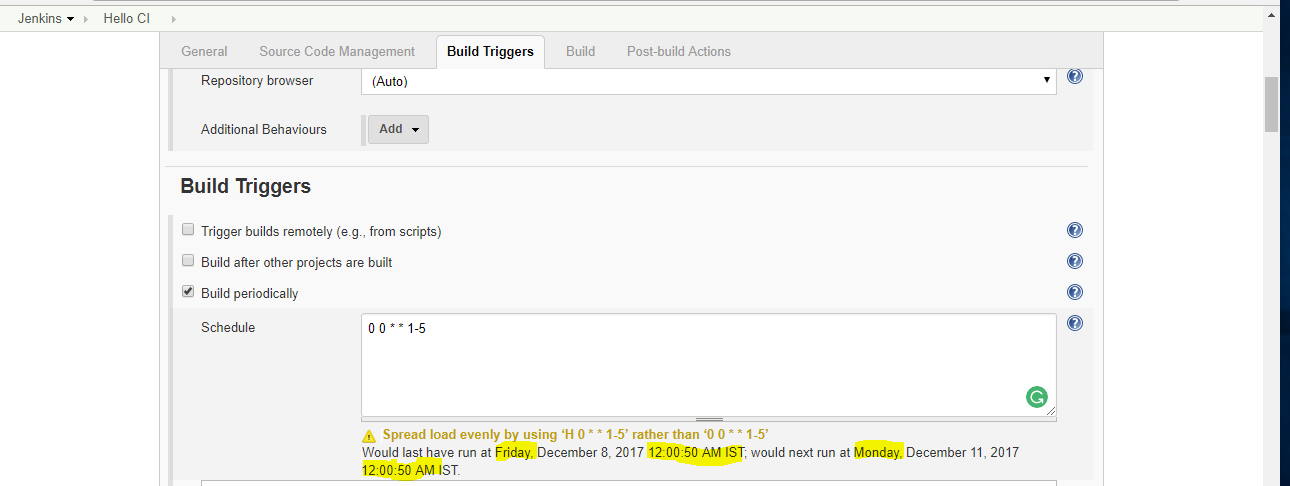 Jenkins Hello CI
General Source Code Management Build Triggers Build Post-build Actions
Repository browser (Auto)
Additional Behaviours Add
Build Triggers
Trigger builds remotely (e.g., from scripts)
Build after other projects are built
Build periodically
Schedule 0 0 * * 1-5
Spread load evenly by using ‘H 0 * * 1-5’ rather than ‘0 0 * * 1-5’
Would last have run at Friday, December 8, 2017 12:00:50 AM IST; would next run at Monday, December 11, 2017
12:00:50 AM IST.